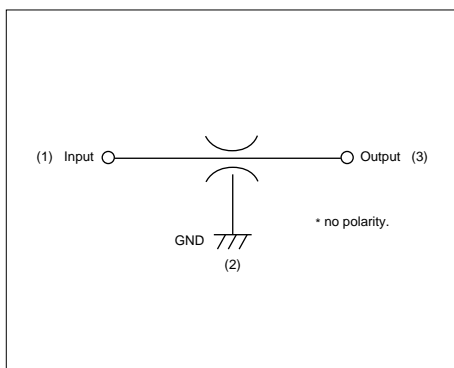 (1) Input Output (3)
* no polarity.
GND
(2)